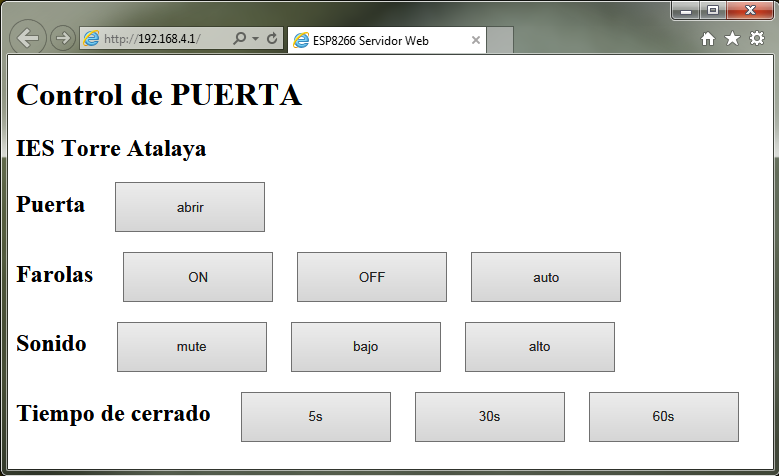 http://192.168.4.1/
ESP8266 Servidor Web
Control de PUERTA
IES Torre Atalaya
Puerta abrir
Farolas ON OFF auto
Sonido mute bajo alto
Tiempo de cerrado 5s 30s 60s